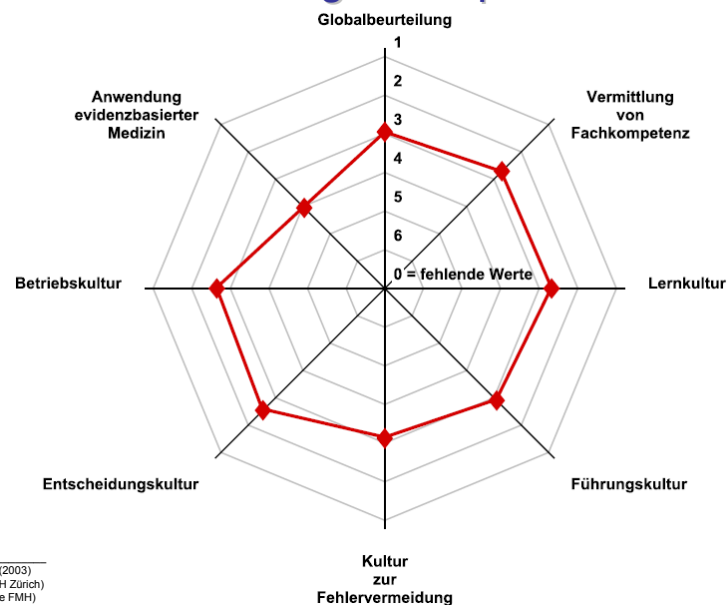 Globalbeurteilung
1
2
3
4
5
6
0 = fehlende Werte
Vermittlung
von
Fachkompetenz
Lernkultur
Führungskultur
Kultur
zur
Fehlervermeidung
Entscheidungskultur
Betriebskultur
Anwendung
evidenzbasierter
Medizin
(2003)
H Zürich)
e FMH)